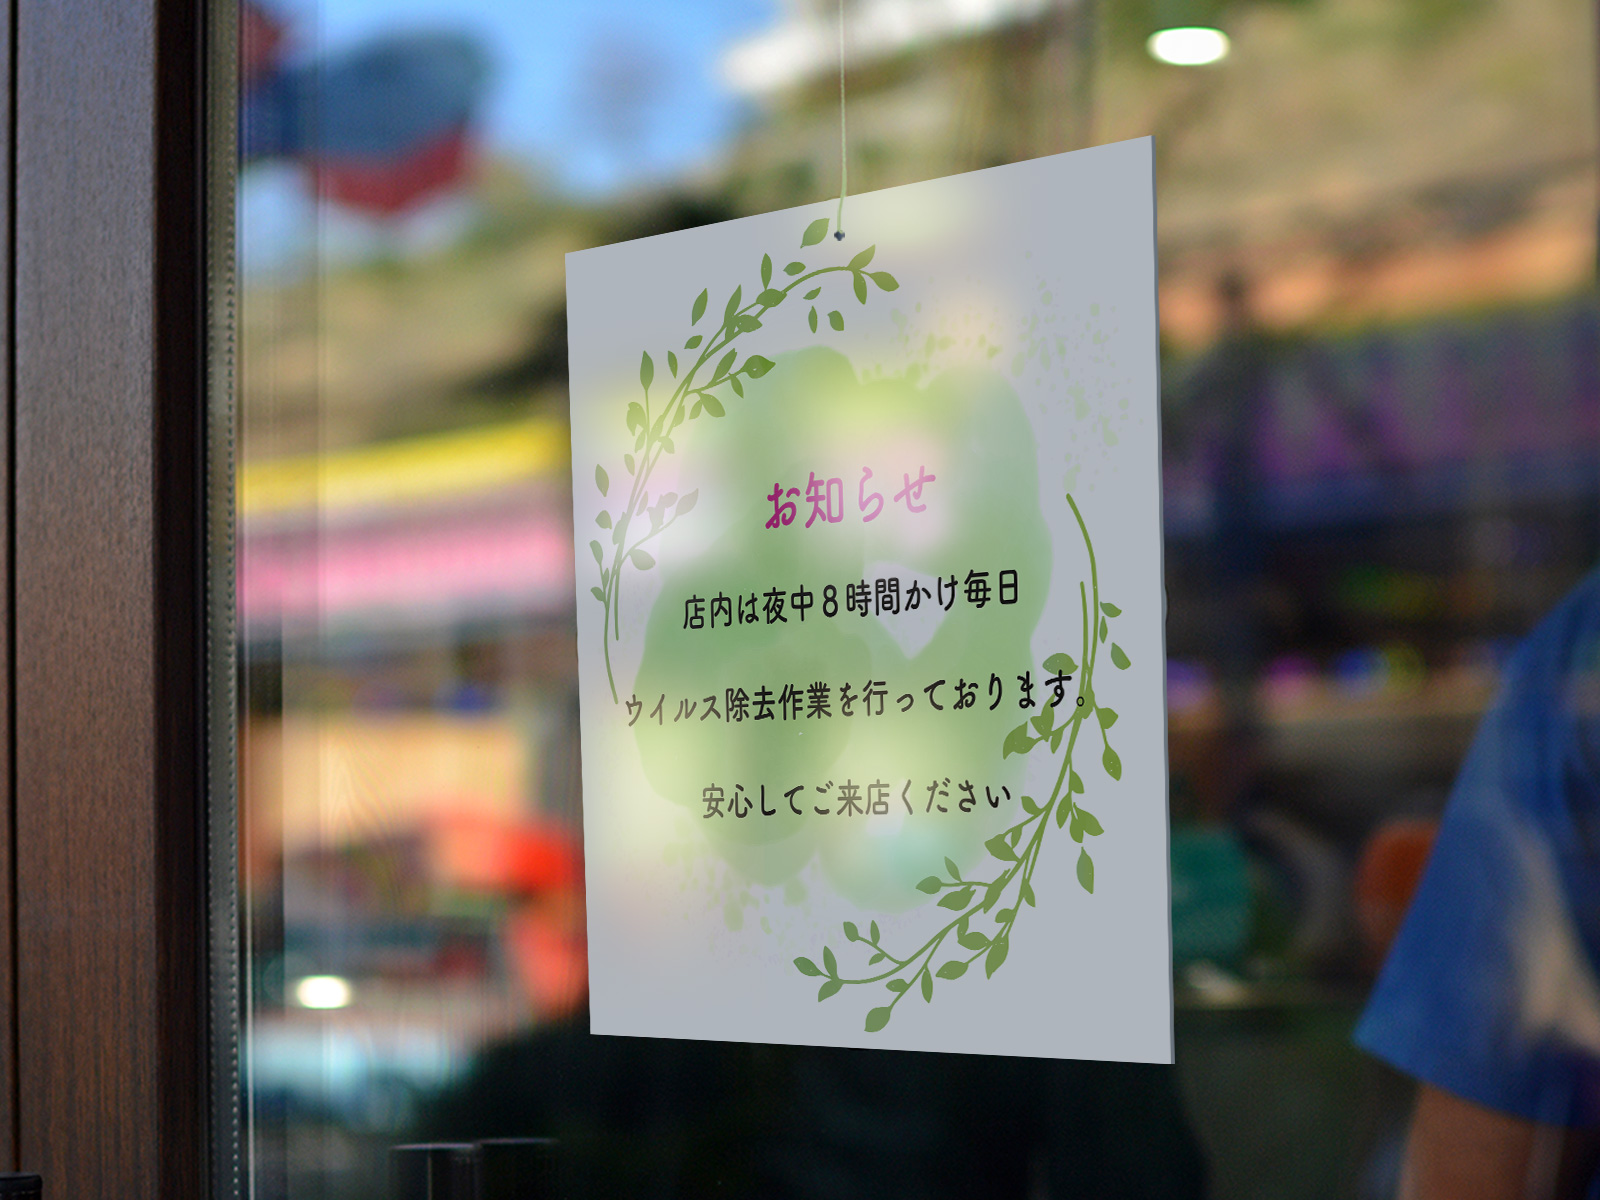 お知らせ
店内は夜中８時間かけ毎日
ウイルス除去作業を行っております。
安心してご来店ください